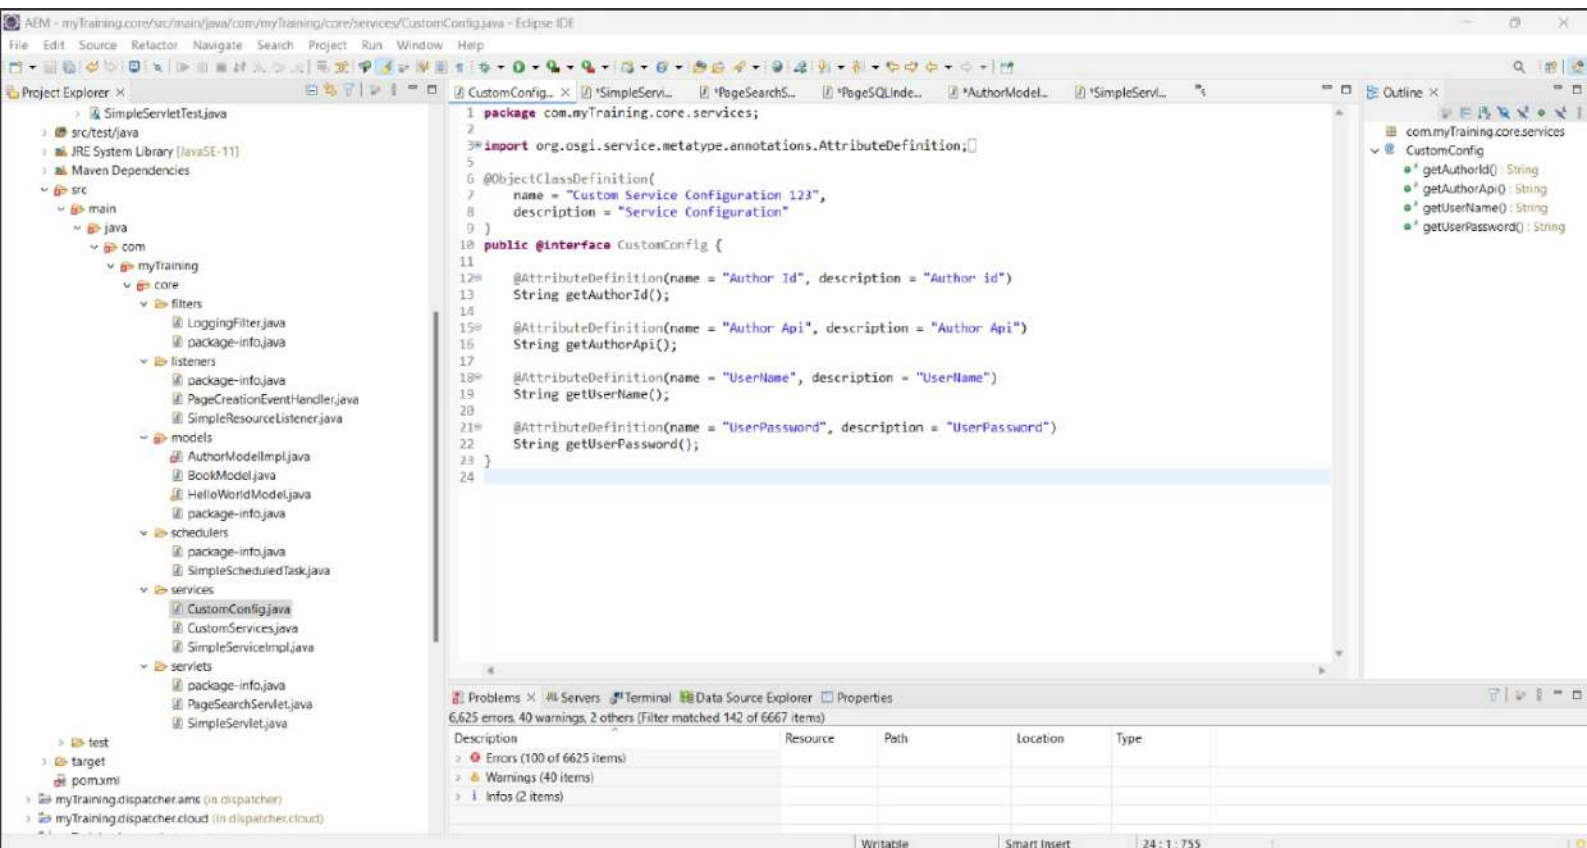 AEM - myTraining.core/src/main/java/com/myTraining/core/services/CustomConfig.java - Eclipse IDE
File Edit Source Refactor Navigate Search Project Run Window Help
Project Explorer
SimpleServletTest.java
src/test/java
JRE System Library [JavaSE-11]
Maven Dependencies
src
main
java
com
myTraining
core
filters
LoggingFilter.java
package-info.java
listeners
package-info.java
PageCreationEventHandler.java
SimpleResourceListener.java
models
AuthorModelImpl.java
BookModel.java
HelloWorldModel.java
package-info.java
schedulers
package-info.java
SimpleScheduledTask.java
services
CustomConfig.java
CustomServices.java
SimpleServiceImpl.java
servlets
package-info.java
PageSearchServlet.java
SimpleServlet.java
test
target
pom.xml
myTraining.dispatcher.ams (in dispatcher)
myTraining.dispatcher.cloud (in dispatcher.cloud)
CustomConfig... *SimpleServi... *PageSearchS... *PageSQLInde... *AuthorModel... *SimpleServl...
1 package com.myTraining.core.services;
2
3 import org.osgi.service.metatype.annotations.AttributeDefinition;
5
6 @ObjectClassDefinition(
7 name = "Custom Service Configuration 123",
8 description = "Service Configuration"
9 )
10 public @interface CustomConfig {
11
12 @AttributeDefinition(name = "Author Id", description = "Author id")
13 String getAuthorId();
14
15 @AttributeDefinition(name = "Author Api", description = "Author Api")
16 String getAuthorApi();
17
18 @AttributeDefinition(name = "UserName", description = "UserName")
19 String getUserName();
20
21 @AttributeDefinition(name = "UserPassword", description = "UserPassword")
22 String getUserPassword();
23 }
24
Outline
com.myTraining.core.services
CustomConfig
getAuthorId() : String
getAuthorApi() : String
getUserName() : String
getUserPassword() : String
Problems Servers Terminal Data Source Explorer Properties
6,625 errors, 40 warnings, 2 others (Filter matched 142 of 6667 items)
Description Resource Path Location Type
Errors (100 of 6625 items)
Warnings (40 items)
Infos (2 items)
Writable Smart Insert 24 : 1 : 755